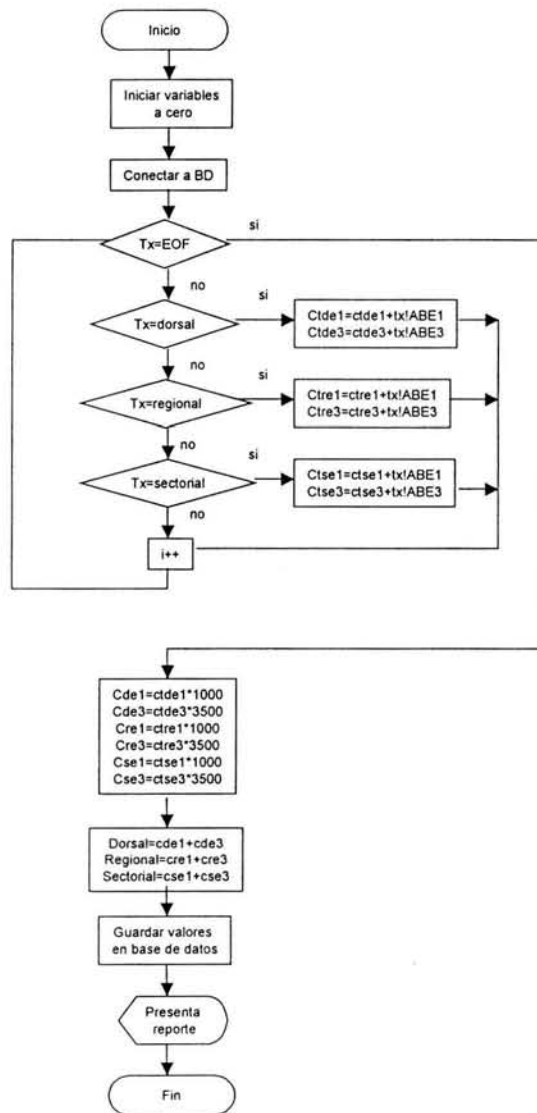 Inicio
Iniciar variables
a cero
Conectar a BD
Tx=EOF
si
no
Tx=dorsal
si
Ctde1=ctde1+tx!ABE1
Ctde3=ctde3+tx!ABE3
no
Tx=regional
si
Ctre1=ctre1+tx!ABE1
Ctre3=ctre3+tx!ABE3
no
Tx=sectorial
si
Ctse1=ctse1+tx!ABE1
Ctse3=ctse3+tx!ABE3
no
i++
Cde1=ctde1*1000
Cde3=ctde3*3500
Cre1=ctre1*1000
Cre3=ctre3*3500
Cse1=ctse1*1000
Cse3=ctse3*3500
Dorsal=cde1+cde3
Regional=cre1+cre3
Sectorial=cse1+cse3
Guardar valores
en base de datos
Presenta
reporte
Fin